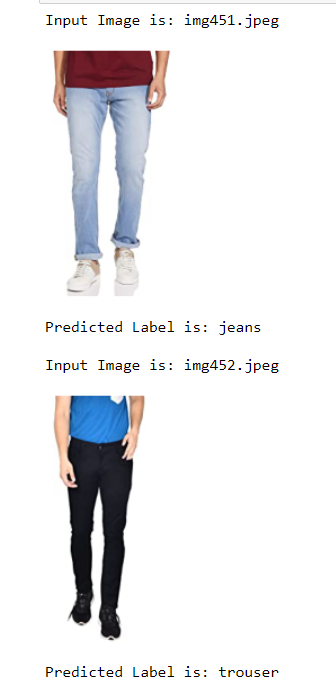 Input Image is: img451.jpeg
Predicted Label is: jeans
Input Image is: img452.jpeg
Predicted Label is: trouser